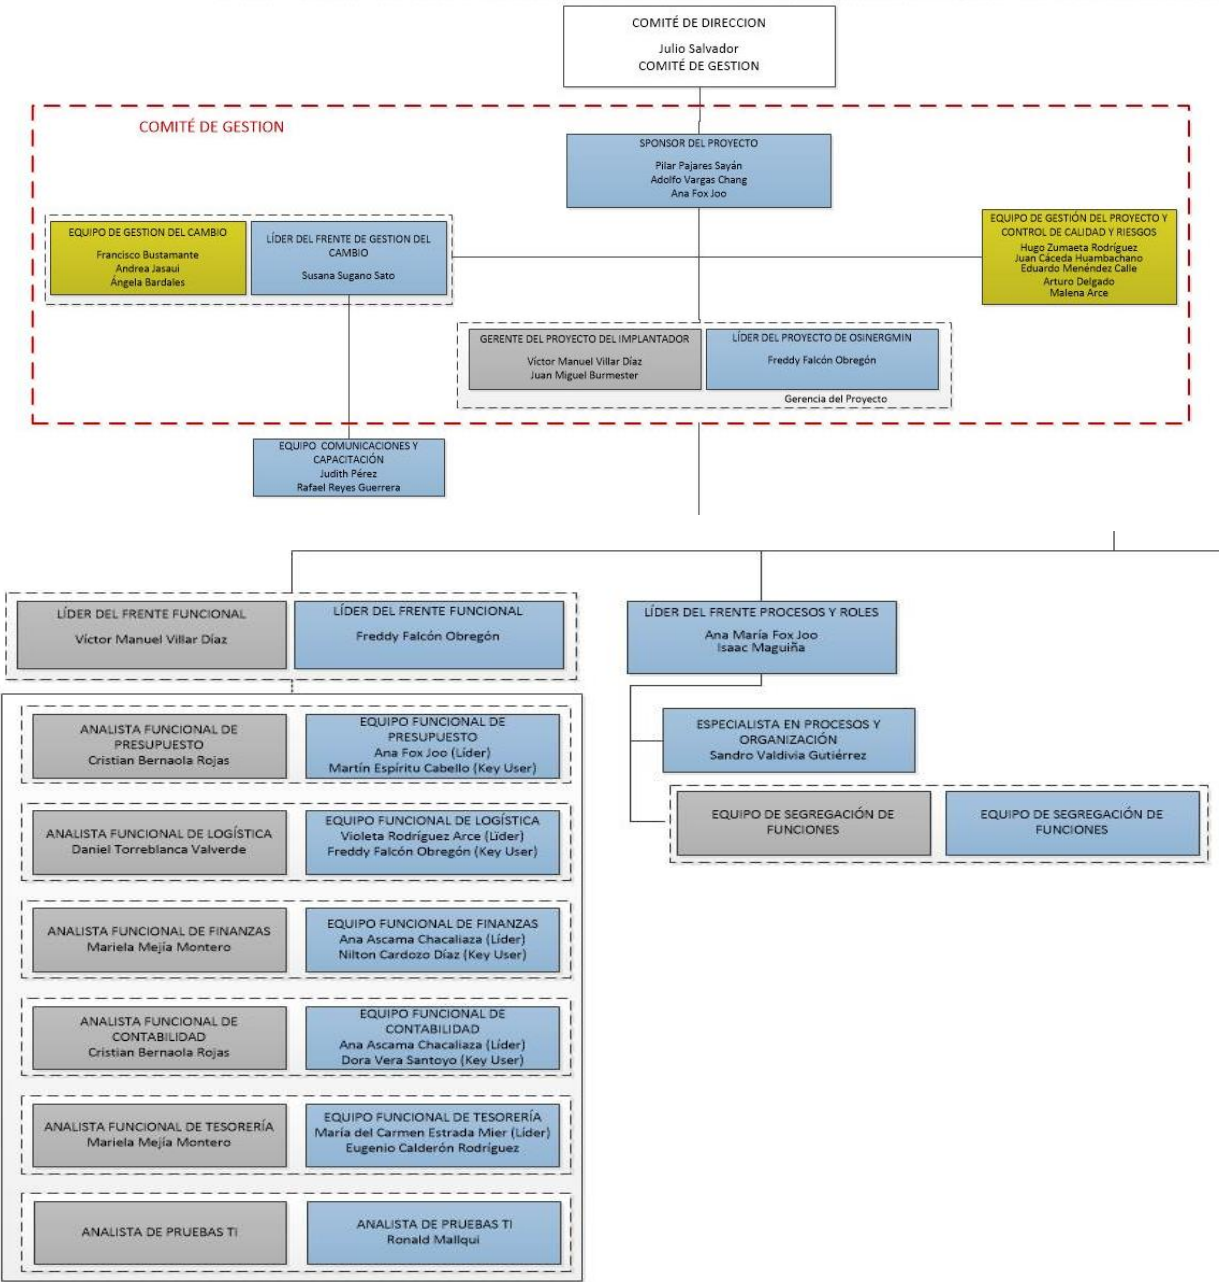 COMITÉ DE DIRECCION
Julio Salvador
COMITÉ DE GESTION
COMITÉ DE GESTION
SPONSOR DEL PROYECTO
Pilar Pajares Sayán
Adolfo Vargas Chang
Ana Fox Joo
EQUIPO DE GESTION DEL CAMBIO
Francisco Bustamante
Andrea Jasaui
Ángela Bardales
LÍDER DEL FRENTE DE GESTION DEL
CAMBIO
Susana Sugano Sato
EQUIPO DE GESTIÓN DEL PROYECTO Y
CONTROL DE CALIDAD Y RIESGOS
Hugo Zumaeta Rodríguez
Juan Cáceda Huambachano
Eduardo Menéndez Calle
Arturo Delgado
Malena Arce
GERENTE DEL PROYECTO DEL IMPLANTADOR
Víctor Manuel Villar Díaz
Juan Miguel Burmester
LÍDER DEL PROYECTO DE OSINERGMIN
Freddy Falcón Obregón
Gerencia del Proyecto
EQUIPO COMUNICACIONES Y
CAPACITACIÓN
Judith Pérez
Rafael Reyes Guerrera
LÍDER DEL FRENTE FUNCIONAL
Víctor Manuel Villar Díaz
LÍDER DEL FRENTE FUNCIONAL
Freddy Falcón Obregón
LÍDER DEL FRENTE PROCESOS Y ROLES
Ana María Fox Joo
Isaac Maguiña
ANALISTA FUNCIONAL DE
PRESUPUESTO
Cristian Bernaola Rojas
EQUIPO FUNCIONAL DE
PRESUPUESTO
Ana Fox Joo (Líder)
Martín Espíritu Cabello (Key User)
ESPECIALISTA EN PROCESOS Y
ORGANIZACIÓN
Sandro Valdivia Gutiérrez
ANALISTA FUNCIONAL DE LOGÍSTICA
Daniel Torreblanca Valverde
EQUIPO FUNCIONAL DE LOGÍSTICA
Violeta Rodríguez Arce (Líder)
Freddy Falcón Obregón (Key User)
EQUIPO DE SEGREGACIÓN DE
FUNCIONES
EQUIPO DE SEGREGACIÓN DE
FUNCIONES
ANALISTA FUNCIONAL DE FINANZAS
Mariela Mejía Montero
EQUIPO FUNCIONAL DE FINANZAS
Ana Ascama Chacaliaza (Líder)
Nilton Cardozo Díaz (Key User)
ANALISTA FUNCIONAL DE
CONTABILIDAD
Cristian Bernaola Rojas
EQUIPO FUNCIONAL DE
CONTABILIDAD
Ana Ascama Chacaliaza (Líder)
Dora Vera Santoyo (Key User)
ANALISTA FUNCIONAL DE TESORERÍA
Mariela Mejía Montero
EQUIPO FUNCIONAL DE TESORERÍA
María del Carmen Estrada Mier (Líder)
Eugenio Calderón Rodríguez
ANALISTA DE PRUEBAS TI
ANALISTA DE PRUEBAS TI
Ronald Mallqui